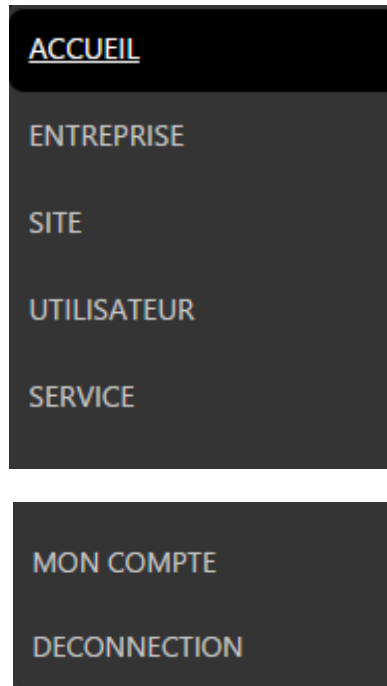 ACCUEIL
ENTREPRISE
SITE
UTILISATEUR
SERVICE
MON COMPTE
DECONNECTION